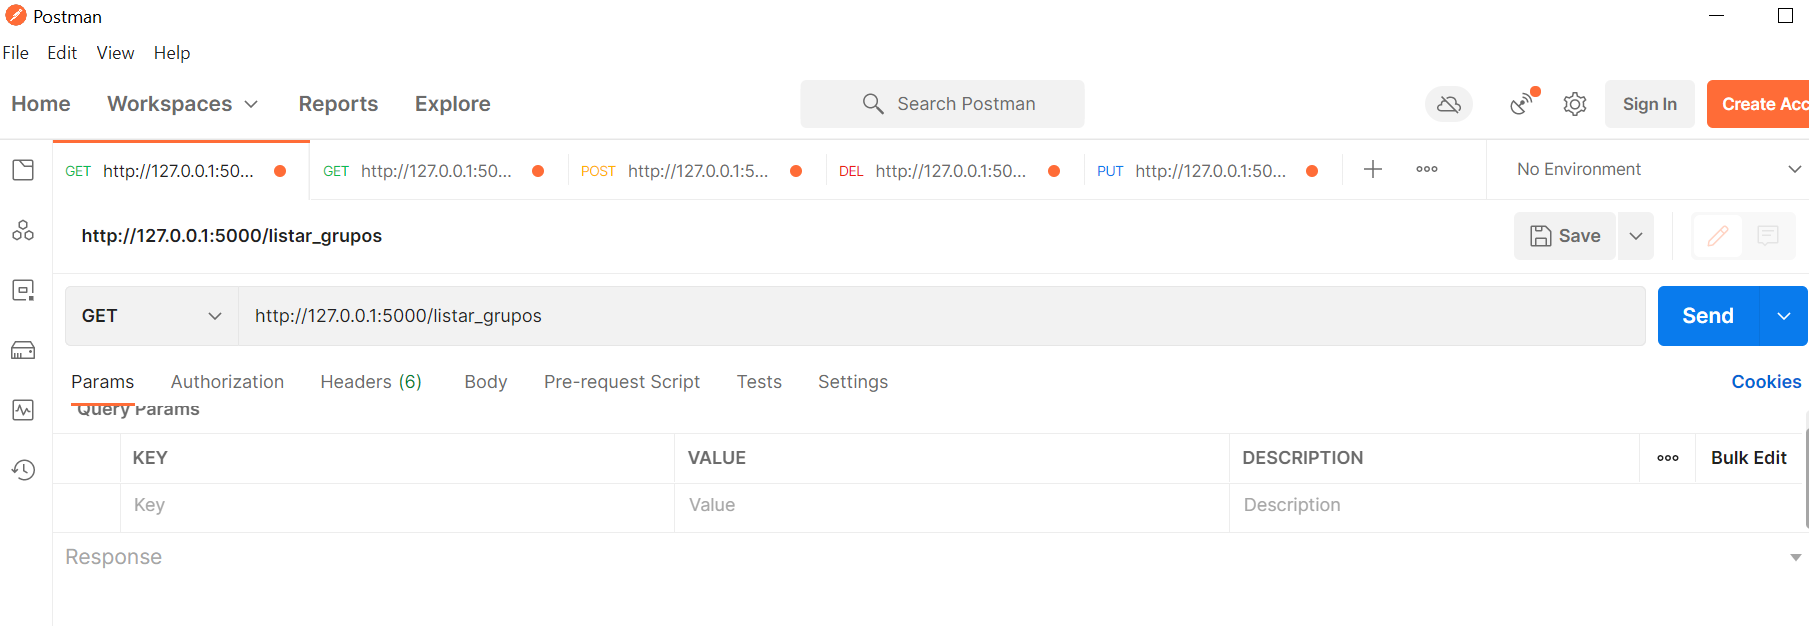 Postman
File Edit View Help
Home Workspaces Reports Explore Search Postman Sign In Create Acc
GET http://127.0.0.1:50... GET http://127.0.0.1:50... POST http://127.0.0.1:5... DEL http://127.0.0.1:50... PUT http://127.0.0.1:50... No Environment
http://127.0.0.1:5000/listar_grupos Save
GET http://127.0.0.1:5000/listar_grupos Send
Params Authorization Headers (6) Body Pre-request Script Tests Settings Cookies
Query Params
KEY VALUE DESCRIPTION Bulk Edit
Key Value Description
Response